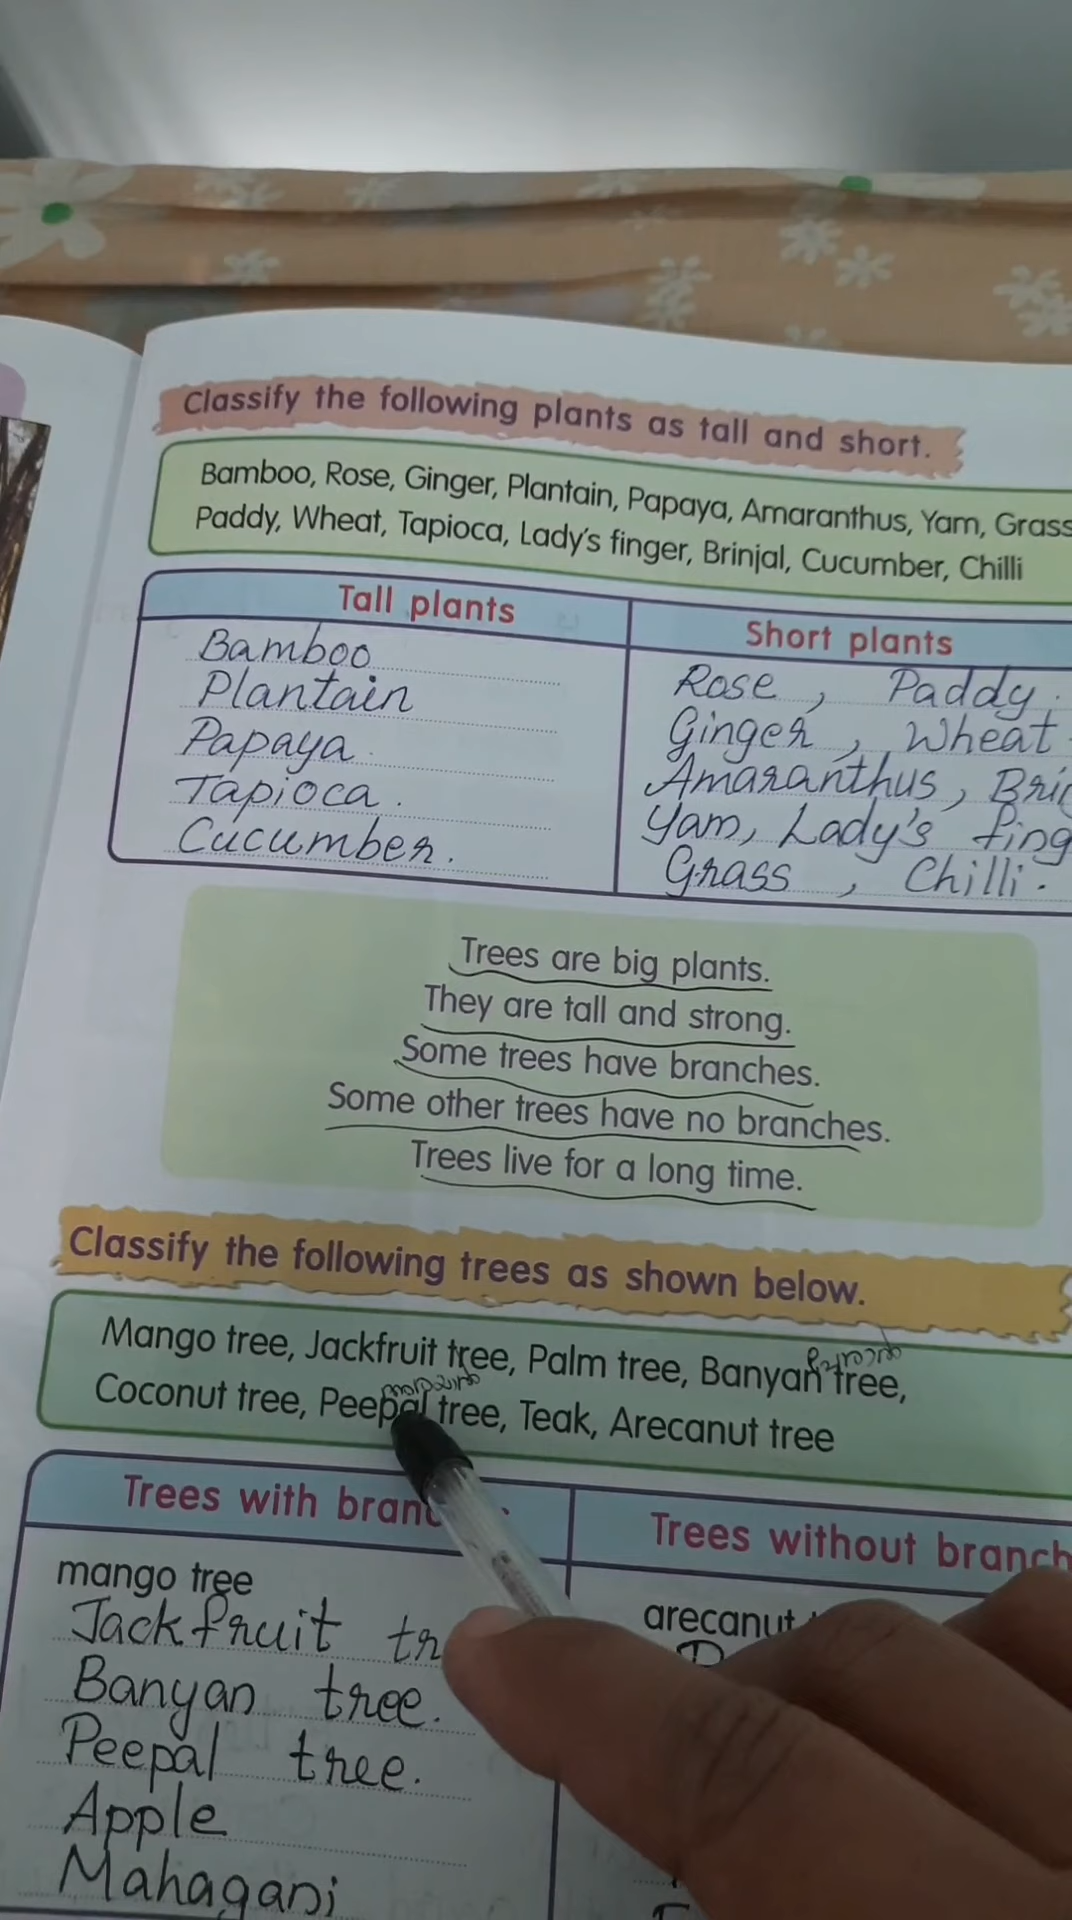 Classify the following plants as tall and short.
Bamboo, Rose, Ginger, Plantain, Papaya, Amaranthus, Yam, Grass
Paddy, Wheat, Tapioca, Lady's finger, Brinjal, Cucumber, Chilli
Tall plants
Bamboo
Plantain
Papaya
Tapioca.
Cucumber.
Short plants
Rose, Paddy.
Ginger, Wheat
Amaranthus,
Yam, Lady's
Grass, Chilli.
Trees are big plants.
They are tall and strong.
Some trees have branches.
Some other trees have no branches.
Trees live for a long time.
Classify the following trees as shown below.
Mango tree, Jackfruit tree, Palm tree, Banyan tree,
Coconut tree, Peepal tree, Teak, Arecanut tree
Trees with
mango tree
Jackfruit
Banyan tree.
Peepal tree.
Apple
Mahagani
Trees without branch
arecanut